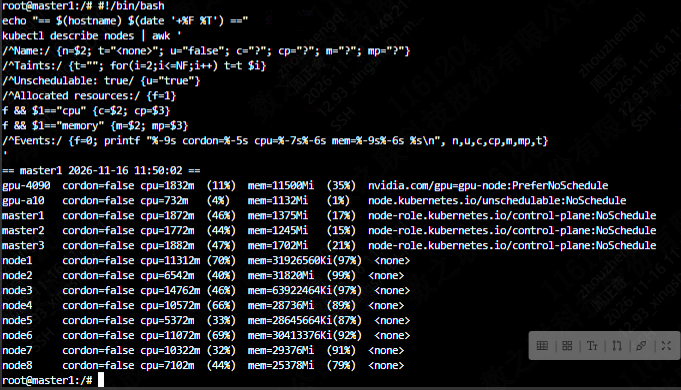 root@master1:/# #!/bin/bash
echo "== $(hostname) $(date '+%F %T') =="
kubectl describe nodes | awk '
/^Name:/ {n=$2; t="<none>"; u="false"; c="?"; cp="?"; m="?"; mp="?"}
/^Taints:/ {t=""; for(i=2;i<=NF;i++) t=t $i}
/^Unschedulable: true/ {u="true"}
/^Allocated resources:/ {f=1}
f && $1=="cpu" {c=$2; cp=$3}
f && $1=="memory" {m=$2; mp=$3}
/^Events:/ {f=0; printf "%-9s cordon=%-5s cpu=%-7s%-6s mem=%-9s%-6s %s\n", n,u,c,cp,m,mp,t}
'
== master1 2026-11-16 11:50:02 ==
gpu-4090  cordon=false cpu=1832m  (11%)  mem=11500Mi  (35%)  nvidia.com/gpu=gpu-node:PreferNoSchedule
gpu-a10   cordon=false cpu=732m   (4%)   mem=1132Mi   (1%)   node.kubernetes.io/unschedulable:NoSchedule
master1   cordon=false cpu=1872m  (46%)  mem=1375Mi   (17%)  node-role.kubernetes.io/control-plane:NoSchedule
master2   cordon=false cpu=1772m  (44%)  mem=1245Mi   (15%)  node-role.kubernetes.io/control-plane:NoSchedule
master3   cordon=false cpu=1882m  (47%)  mem=1702Mi   (21%)  node-role.kubernetes.io/control-plane:NoSchedule
node1     cordon=false cpu=11312m (70%)  mem=31926560Ki(97%)  <none>
node2     cordon=false cpu=6542m  (40%)  mem=31820Mi  (99%)  <none>
node3     cordon=false cpu=14762m (46%)  mem=63922464Ki(97%)  <none>
node4     cordon=false cpu=10572m (66%)  mem=28736Mi  (89%)  <none>
node5     cordon=false cpu=5372m  (33%)  mem=28645664Ki(87%)  <none>
node6     cordon=false cpu=11072m (69%)  mem=30413376Ki(92%)  <none>
node7     cordon=false cpu=10322m (32%)  mem=29376Mi  (91%)  <none>
node8     cordon=false cpu=7102m  (44%)  mem=25378Mi  (79%)  <none>
root@master1:/#